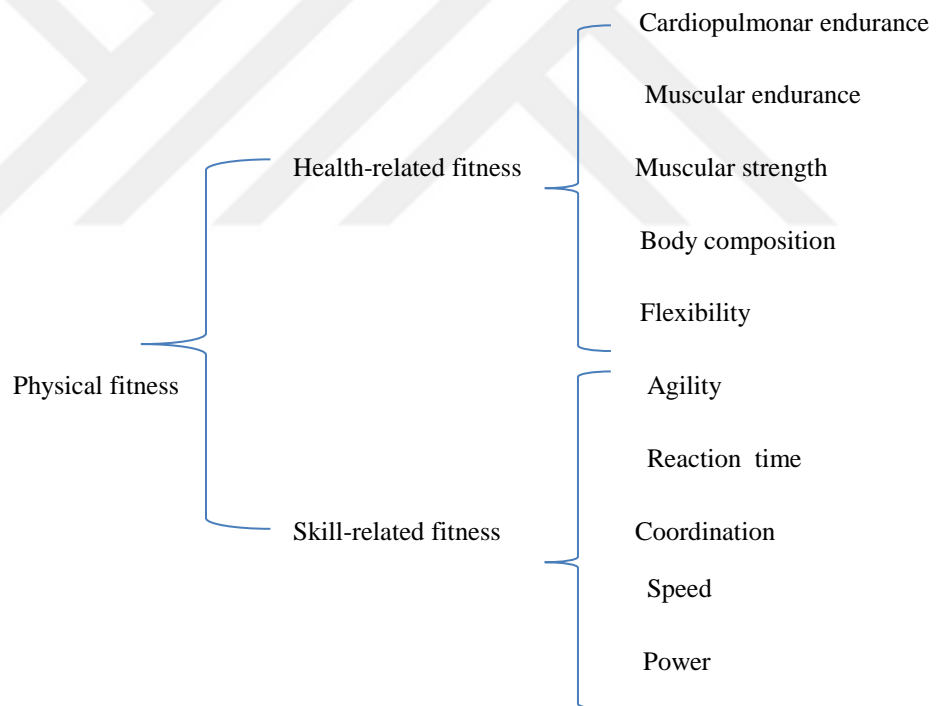 Cardiopulmonar endurance
Muscular endurance
Health-related fitness
Muscular strength
Body composition
Flexibility
Physical fitness
Agility
Reaction time
Skill-related fitness
Coordination
Speed
Power